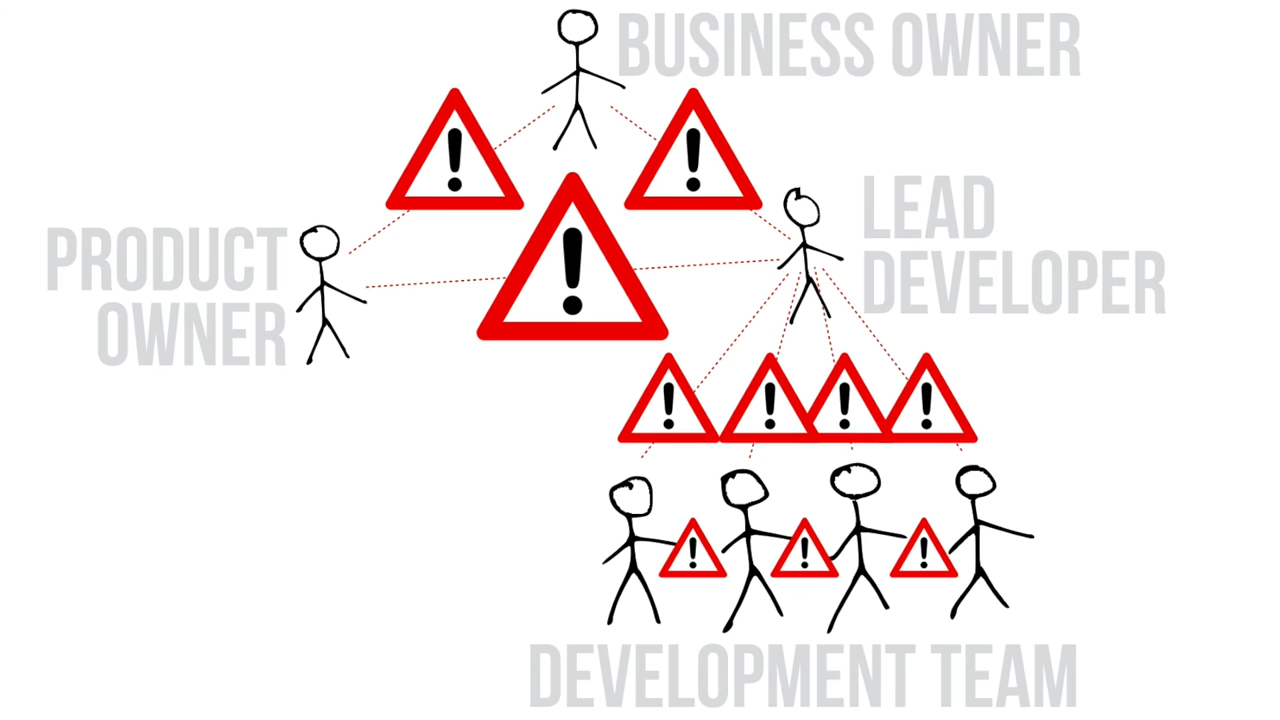 BUSINESS OWNER
LEAD
DEVELOPER
PRODUCT
OWNER
DEVELOPMENT TEAM